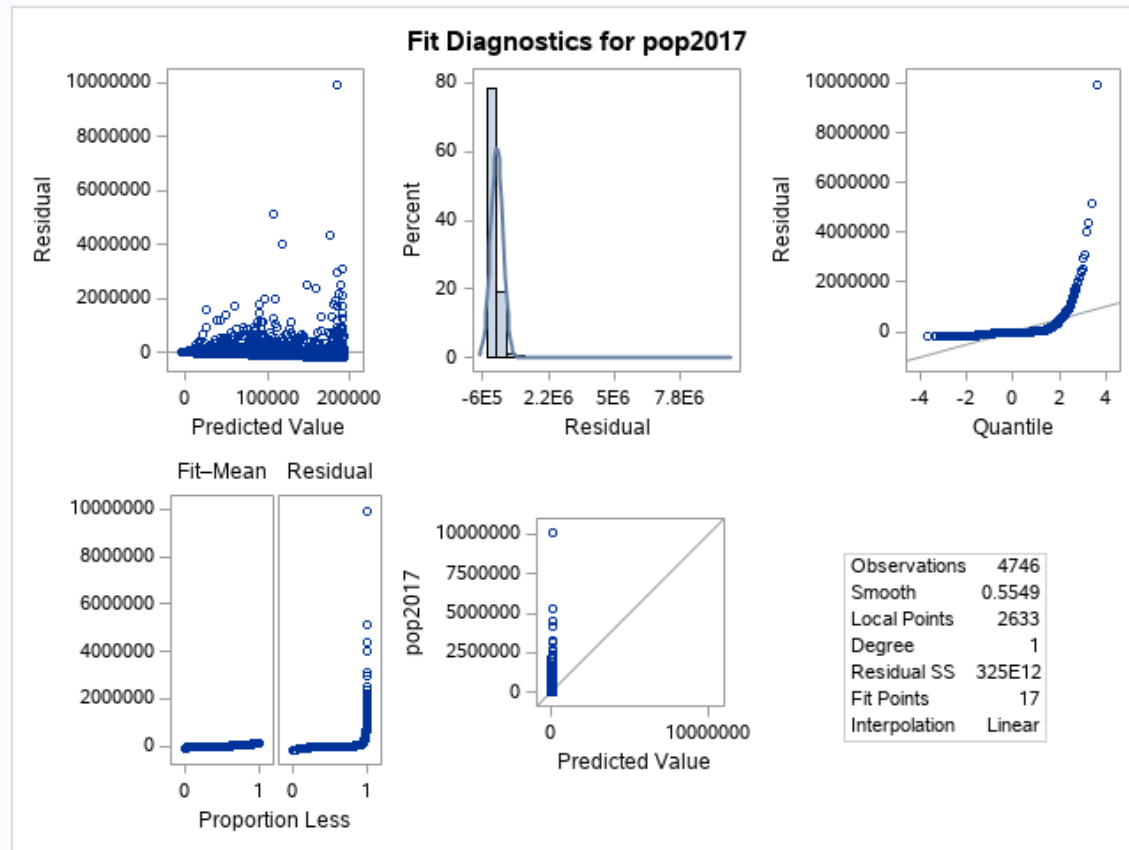 Fit Diagnostics for pop2017
10000000
8000000
6000000
4000000
2000000
0
Residual
0 100000 200000
Predicted Value
80
60
40
20
0
Percent
-6E5 2.2E6 5E6 7.8E6
Residual
10000000
8000000
6000000
4000000
2000000
0
Residual
-4 -2 0 2 4
Quantile
Fit–Mean Residual
10000000
8000000
6000000
4000000
2000000
0
0 1 0 1
Proportion Less
10000000
7500000
5000000
2500000
0
pop2017
0 10000000
Predicted Value
Observations 4746
Smooth 0.5549
Local Points 2633
Degree 1
Residual SS 325E12
Fit Points 17
Interpolation Linear